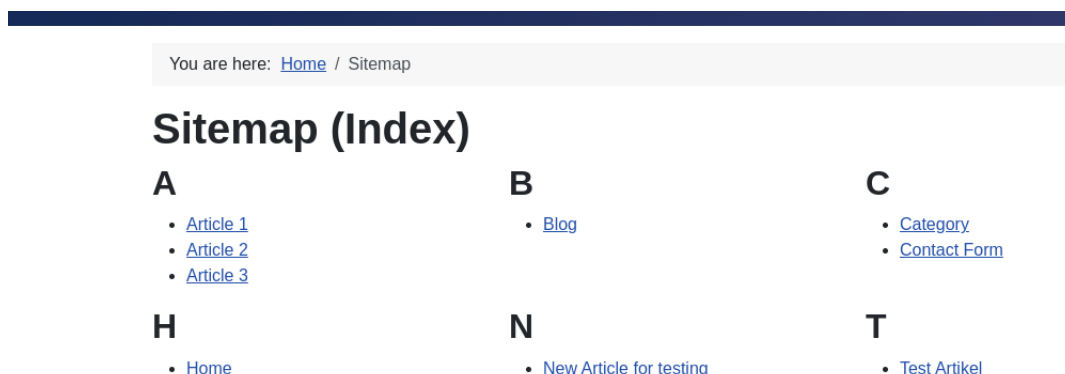 You are here: Home / Sitemap
Sitemap (Index)
A
Article 1
Article 2
Article 3
B
Blog
C
Category
Contact Form
H
Home
N
New Article for testing
T
Test Artikel